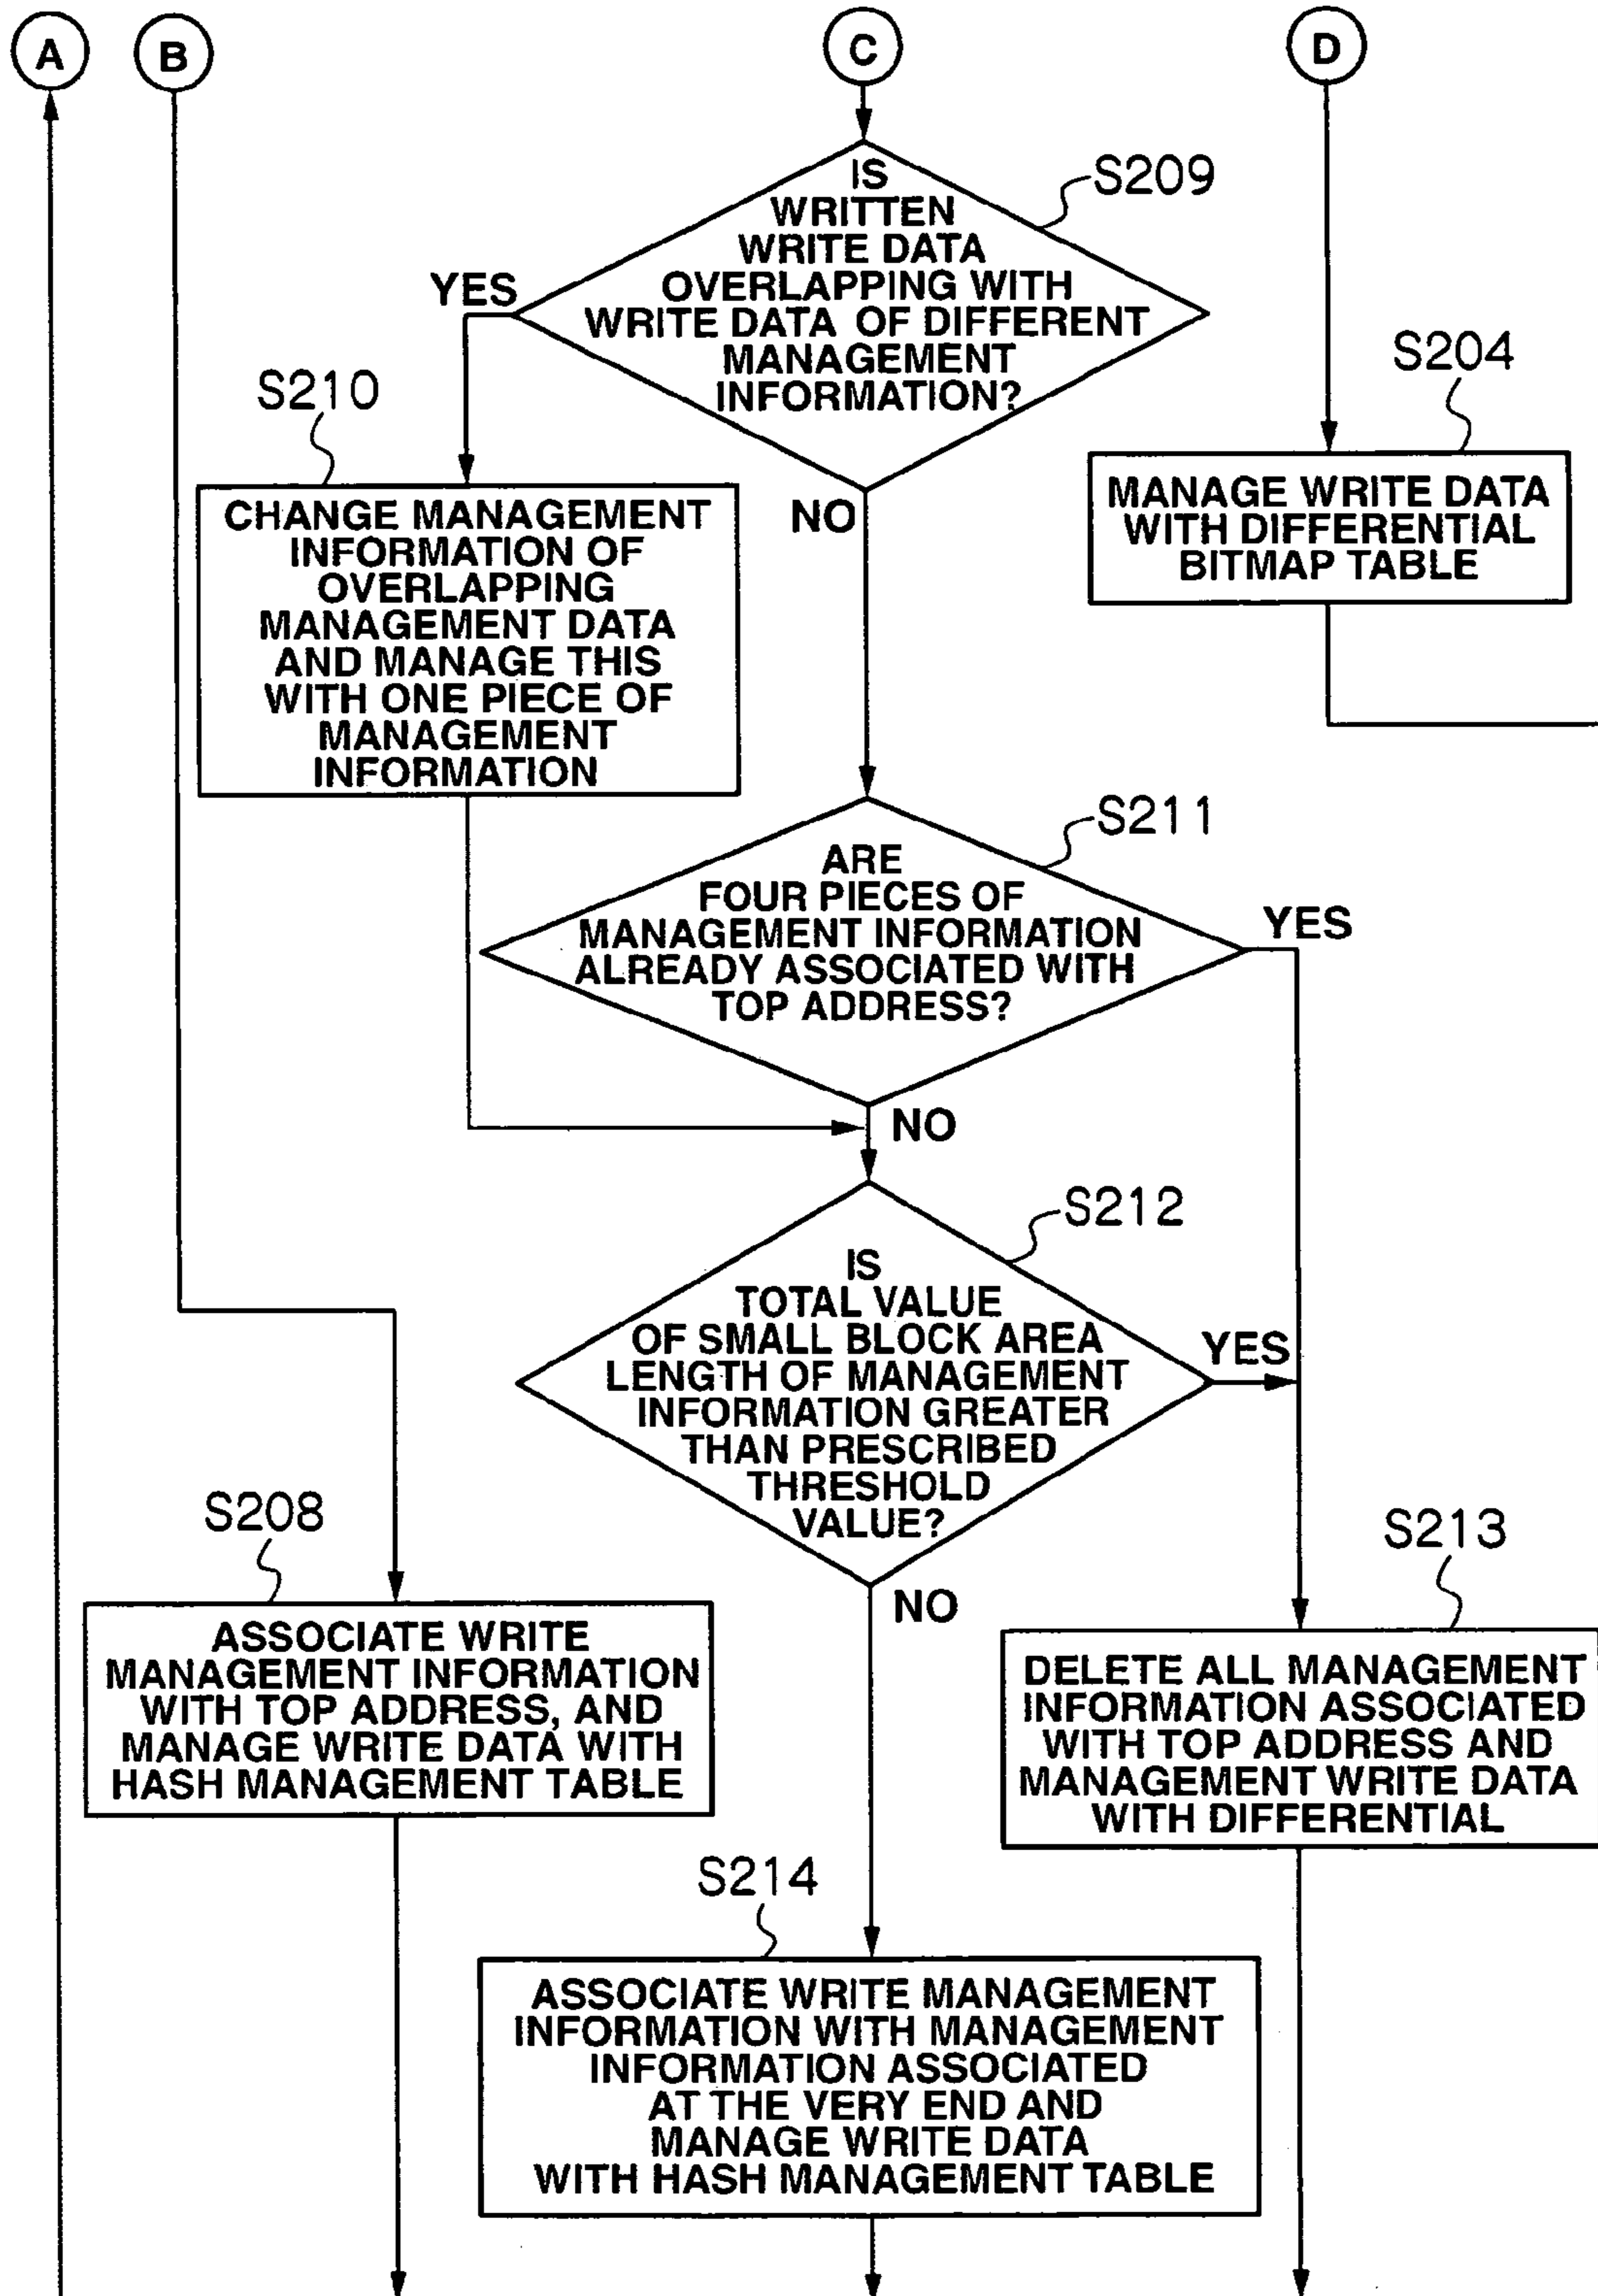 A
B
C
D
S209
IS
WRITTEN
WRITE DATA
OVERLAPPING WITH
WRITE DATA OF DIFFERENT
MANAGEMENT
INFORMATION?
YES
NO
S204
MANAGE WRITE DATA
WITH DIFFERENTIAL
BITMAP TABLE
S210
CHANGE MANAGEMENT
INFORMATION OF
OVERLAPPING
MANAGEMENT DATA
AND MANAGE THIS
WITH ONE PIECE OF
MANAGEMENT
INFORMATION
S211
ARE
FOUR PIECES OF
MANAGEMENT INFORMATION
ALREADY ASSOCIATED WITH
TOP ADDRESS?
YES
NO
S212
IS
TOTAL VALUE
OF SMALL BLOCK AREA
LENGTH OF MANAGEMENT
INFORMATION GREATER
THAN PRESCRIBED
THRESHOLD
VALUE?
YES
NO
S208
ASSOCIATE WRITE
MANAGEMENT INFORMATION
WITH TOP ADDRESS, AND
MANAGE WRITE DATA WITH
HASH MANAGEMENT TABLE
S213
DELETE ALL MANAGEMENT
INFORMATION ASSOCIATED
WITH TOP ADDRESS AND
MANAGEMENT WRITE DATA
WITH DIFFERENTIAL
S214
ASSOCIATE WRITE MANAGEMENT
INFORMATION WITH MANAGEMENT
INFORMATION ASSOCIATED
AT THE VERY END AND
MANAGE WRITE DATA
WITH HASH MANAGEMENT TABLE